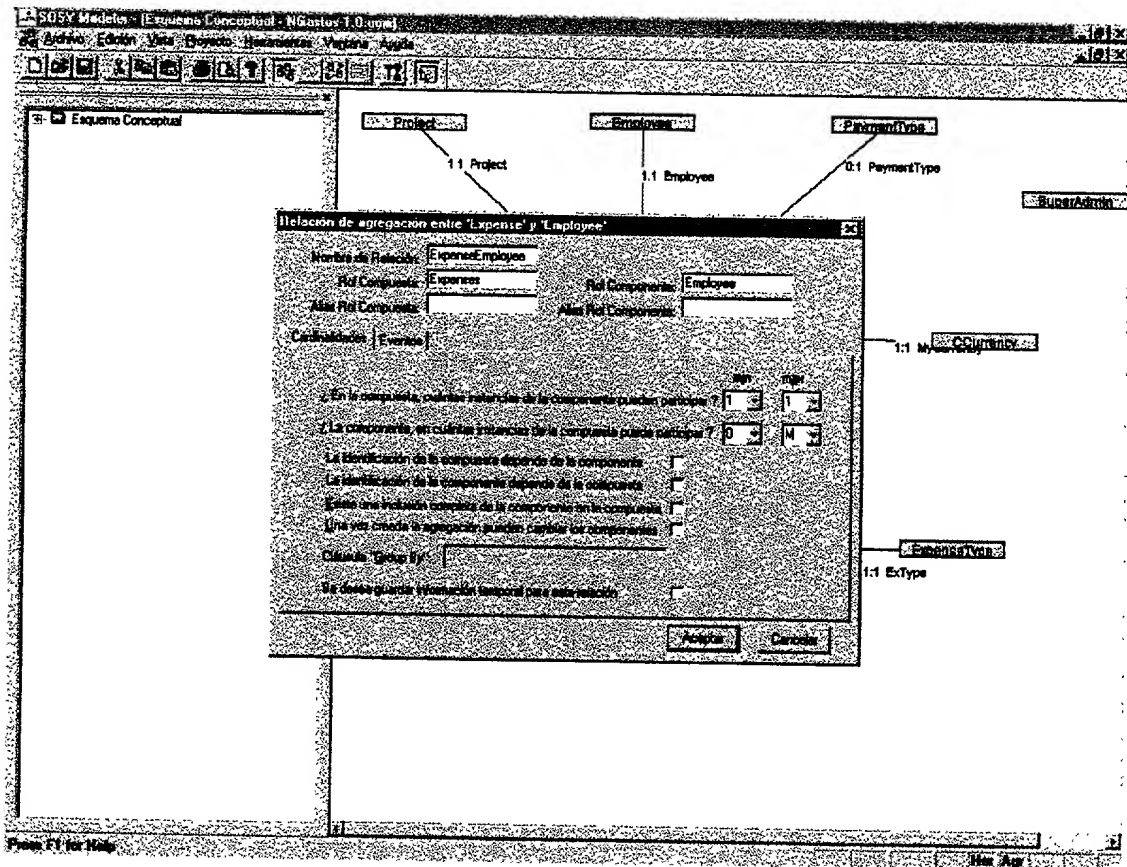 SOSY Modeler - [Esquema Conceptual - NGastos 1.0.oom]
Archivo Edición Vista Proyecto Herramientas Ventana Ayuda
Esquema Conceptual
Project Employee PaymentType
1:1 Project 1:1 Employee 0:1 PaymentType
SuperAdmin
Relación de agregación entre 'Expense' y 'Employee'
Nombre de Relación: ExpenseEmployee
Rol Compuesta: Expenses Rol Componente: Employee
Alias Rol Compuesta: Alias Rol Componente:
Cardinalidades Eventos
1:1 MyCurrency CCurrency
min max
¿ En la compuesta, cuántas instancias de la componente pueden participar ? 1 1
¿ La componente, en cuántas instancias de la compuesta puede participar ? 0 M
La identificación de la compuesta depende de la componente
La identificación de la componente depende de la compuesta
Existe una inclusión completa de la componente en la compuesta
Una vez creada la agregación pueden cambiar los componentes
Cláusula "Group By"
ExpenseType
1:1 ExType
Se desea guardar información temporal para esta relación
Aceptar Cancelar
Press F1 for Help